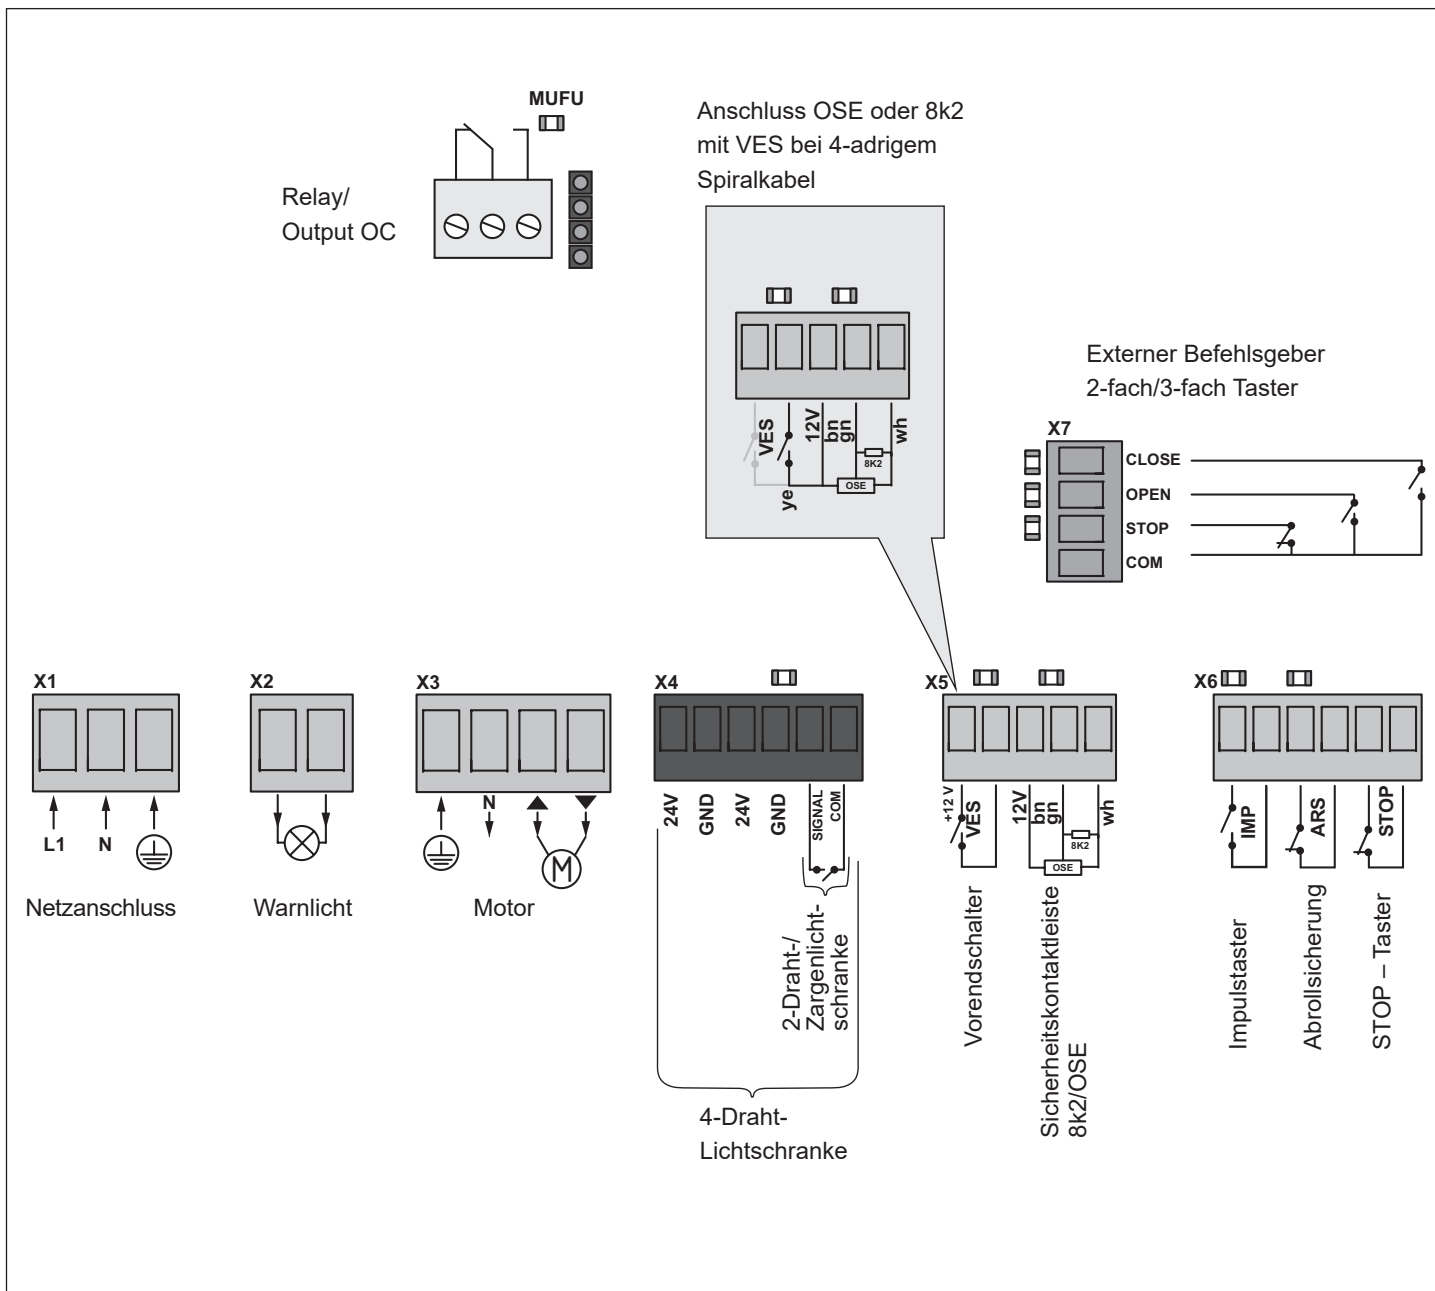 MUFU
Relay/
Output OC
Anschluss OSE oder 8k2
mit VES bei 4-adrigem
Spiralkabel
VES
12V
bn
gn
wh
8K2
OSE
ye
Externer Befehlsgeber
2-fach/3-fach Taster
X7
CLOSE
OPEN
STOP
COM
X1
L1
N
Netzanschluss
X2
Warnlicht
X3
N
M
Motor
X4
24V
GND
24V
GND
SIGNAL
COM
2-Draht-/
Zargenlicht-
schranke
4-Draht-
Lichtschranke
X5
+12 V
VES
12V
bn
gn
wh
8K2
OSE
Vorendschalter
Sicherheitskontaktleiste
8k2/OSE
X6
IMP
ARS
STOP
Impulstaster
Abrollsicherung
STOP – Taster